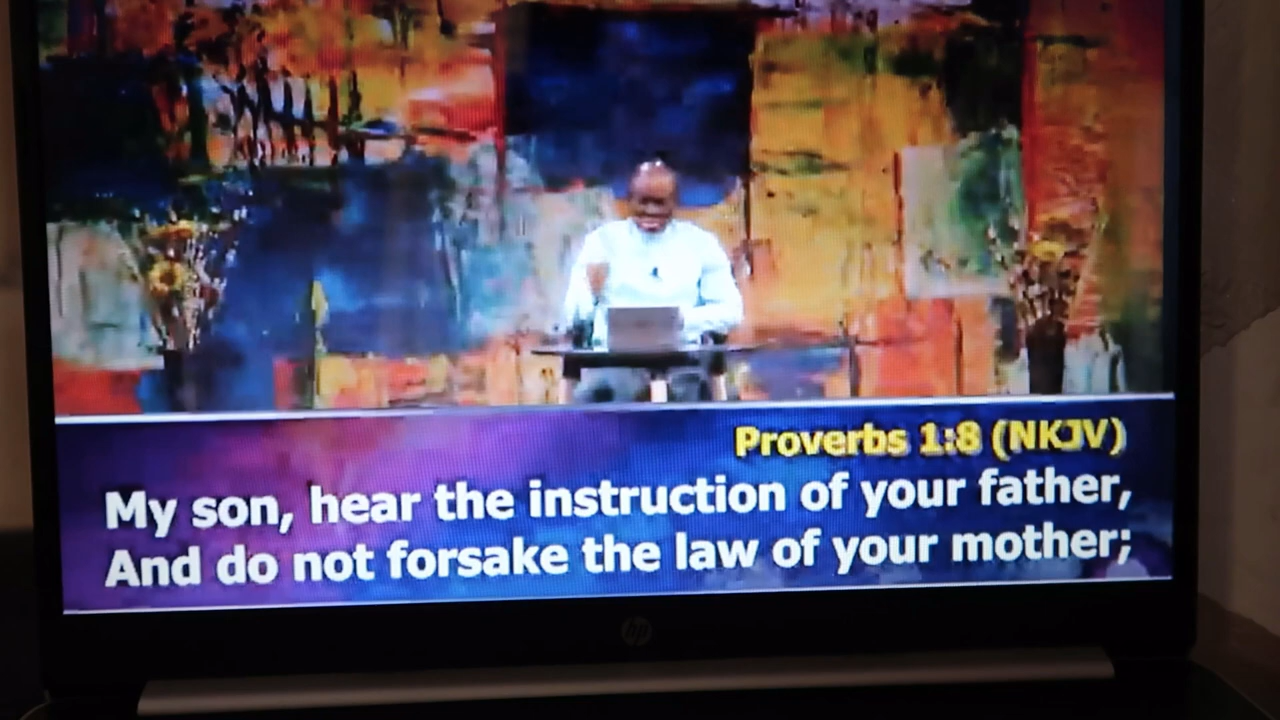 Proverbs 1:8 (NKJV)
My son, hear the instruction of your father,
And do not forsake the law of your mother;
hp